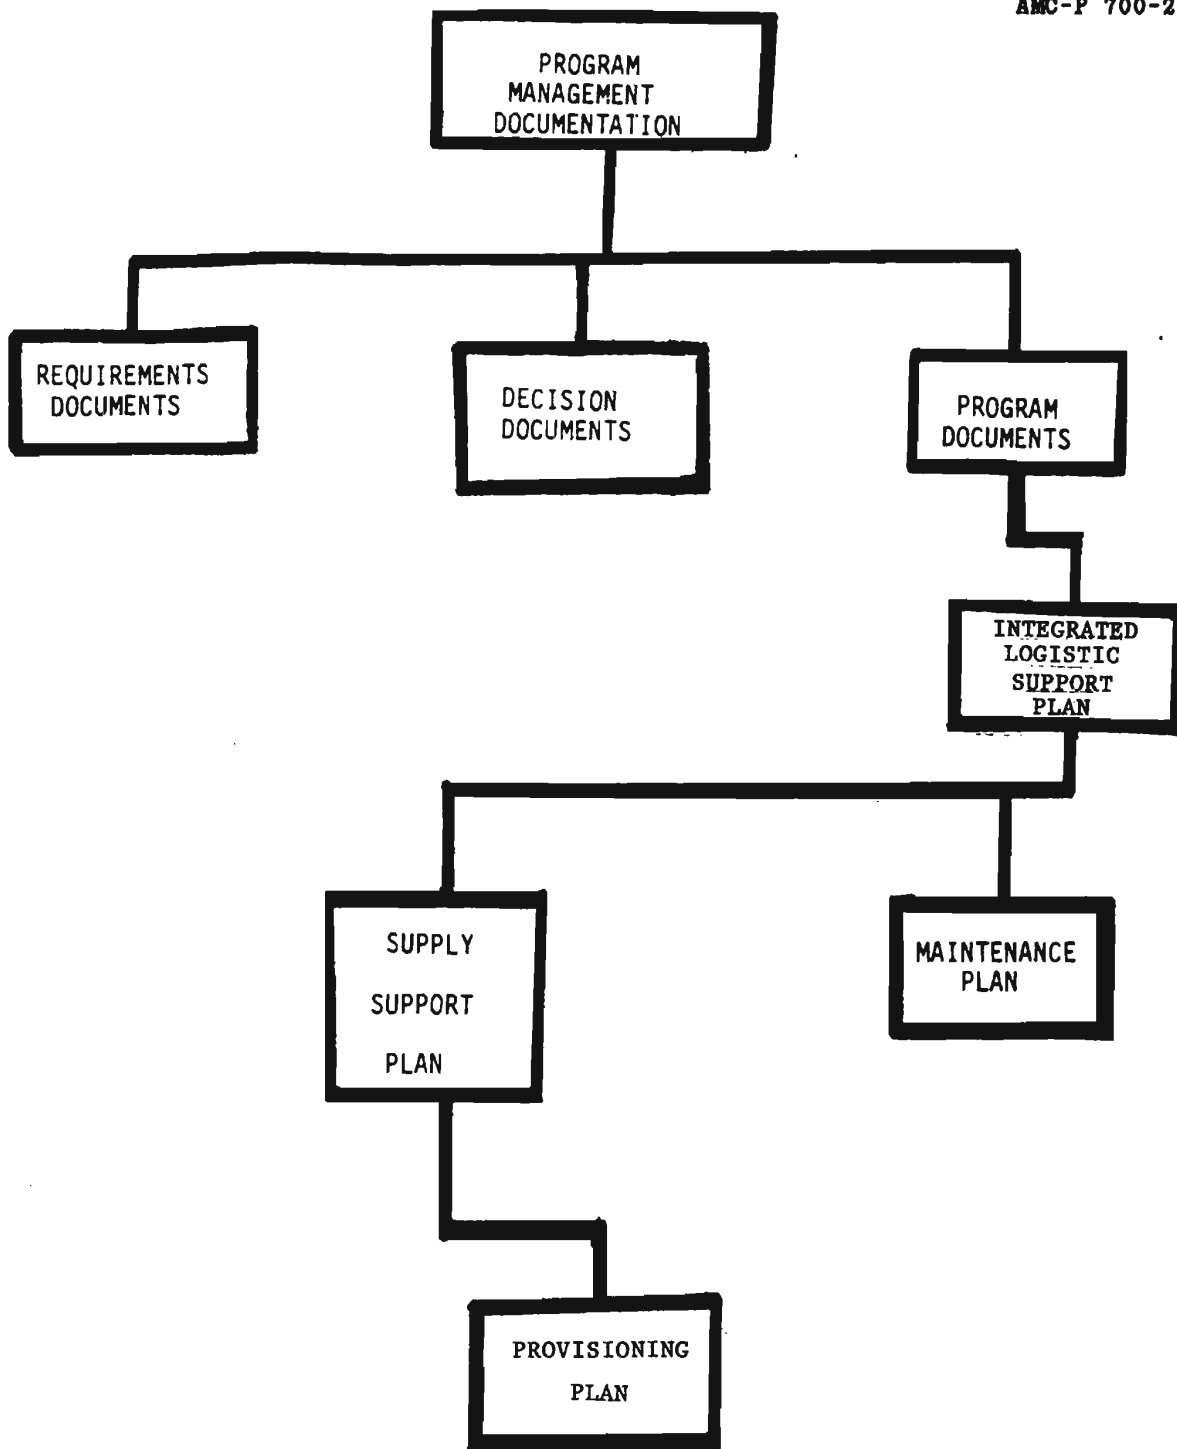 AMC-P 700-2
PROGRAM
MANAGEMENT
DOCUMENTATION
REQUIREMENTS
DOCUMENTS
DECISION
DOCUMENTS
PROGRAM
DOCUMENTS
INTEGRATED
LOGISTIC
SUPPORT
PLAN
SUPPLY
SUPPORT
PLAN
MAINTENANCE
PLAN
PROVISIONING
PLAN